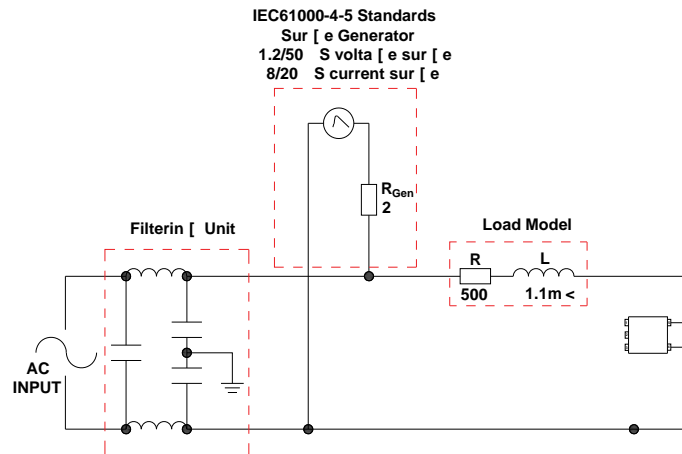 IEC61000-4-5 Standards
Sur [ e Generator
1.2/50 S volta [ e sur [ e
8/20 S current sur [ e
R_Gen
2
Filterin [ Unit
Load Model
R
L
500
1.1m <
AC
INPUT